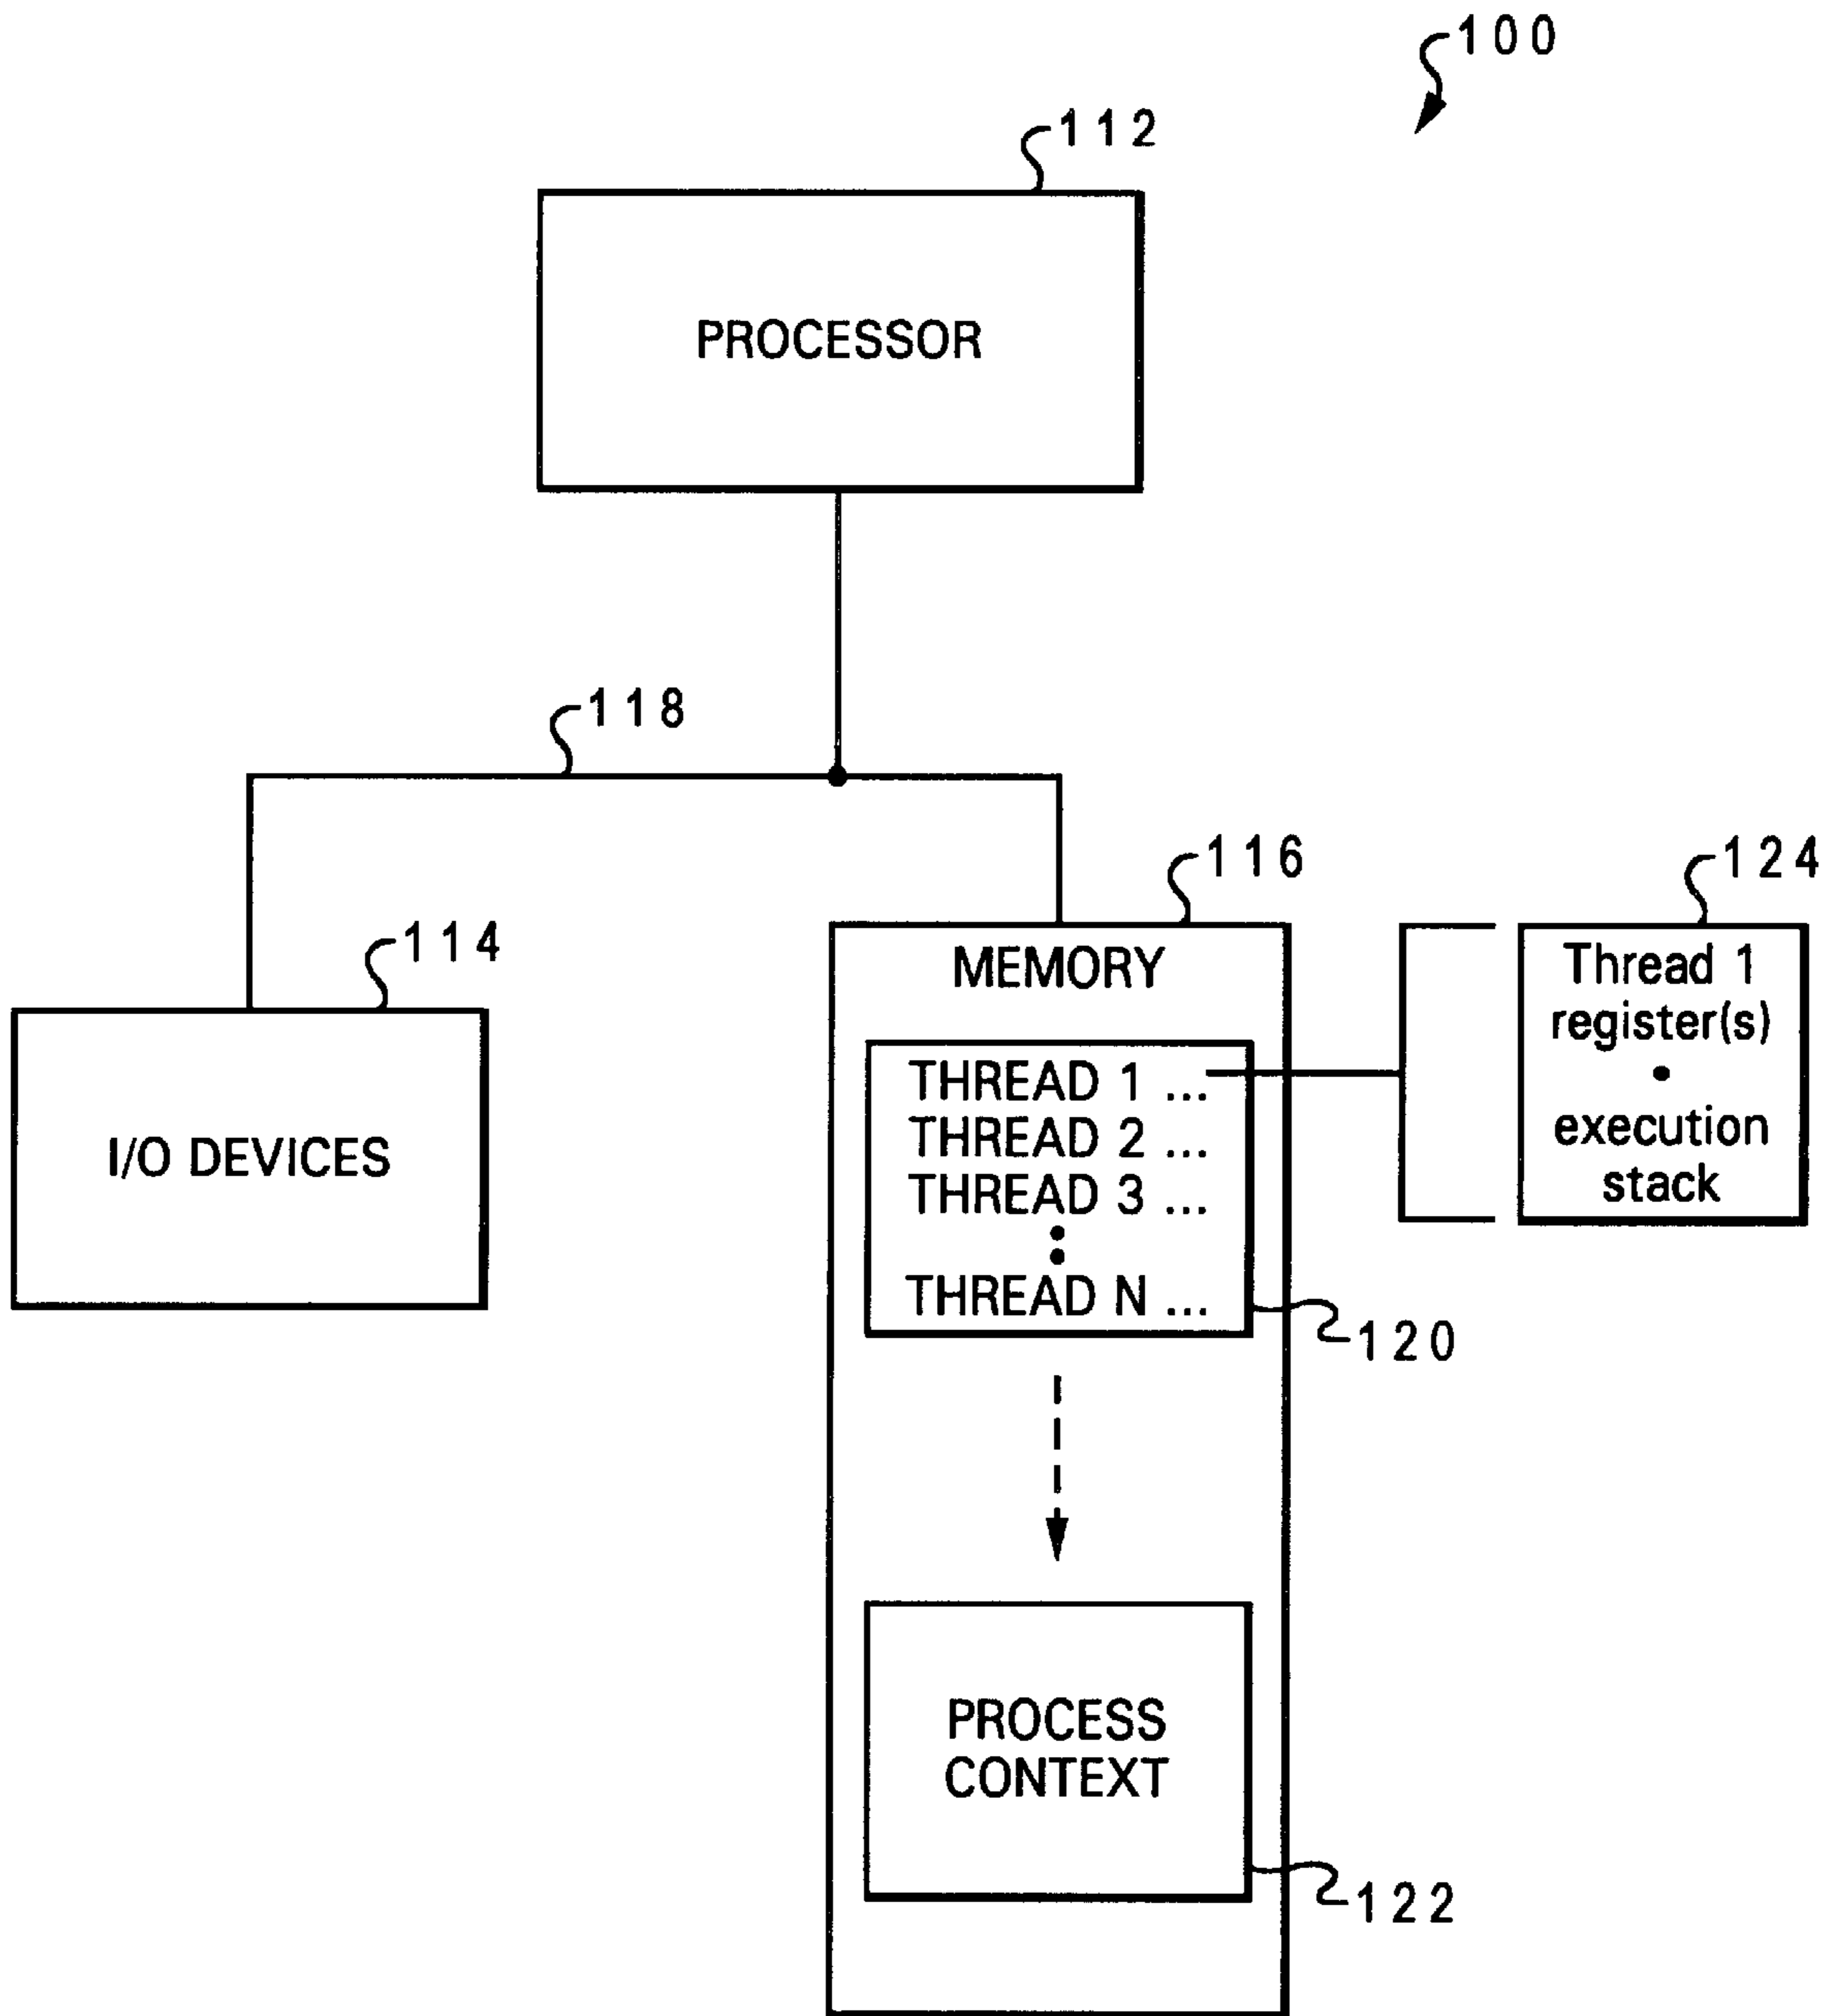 100
112
PROCESSOR
118
116
124
114
MEMORY
Thread 1
register(s)
•
execution
stack
THREAD 1 ...
THREAD 2 ...
THREAD 3 ...
THREAD N ...
I/O DEVICES
120
PROCESS
CONTEXT
122